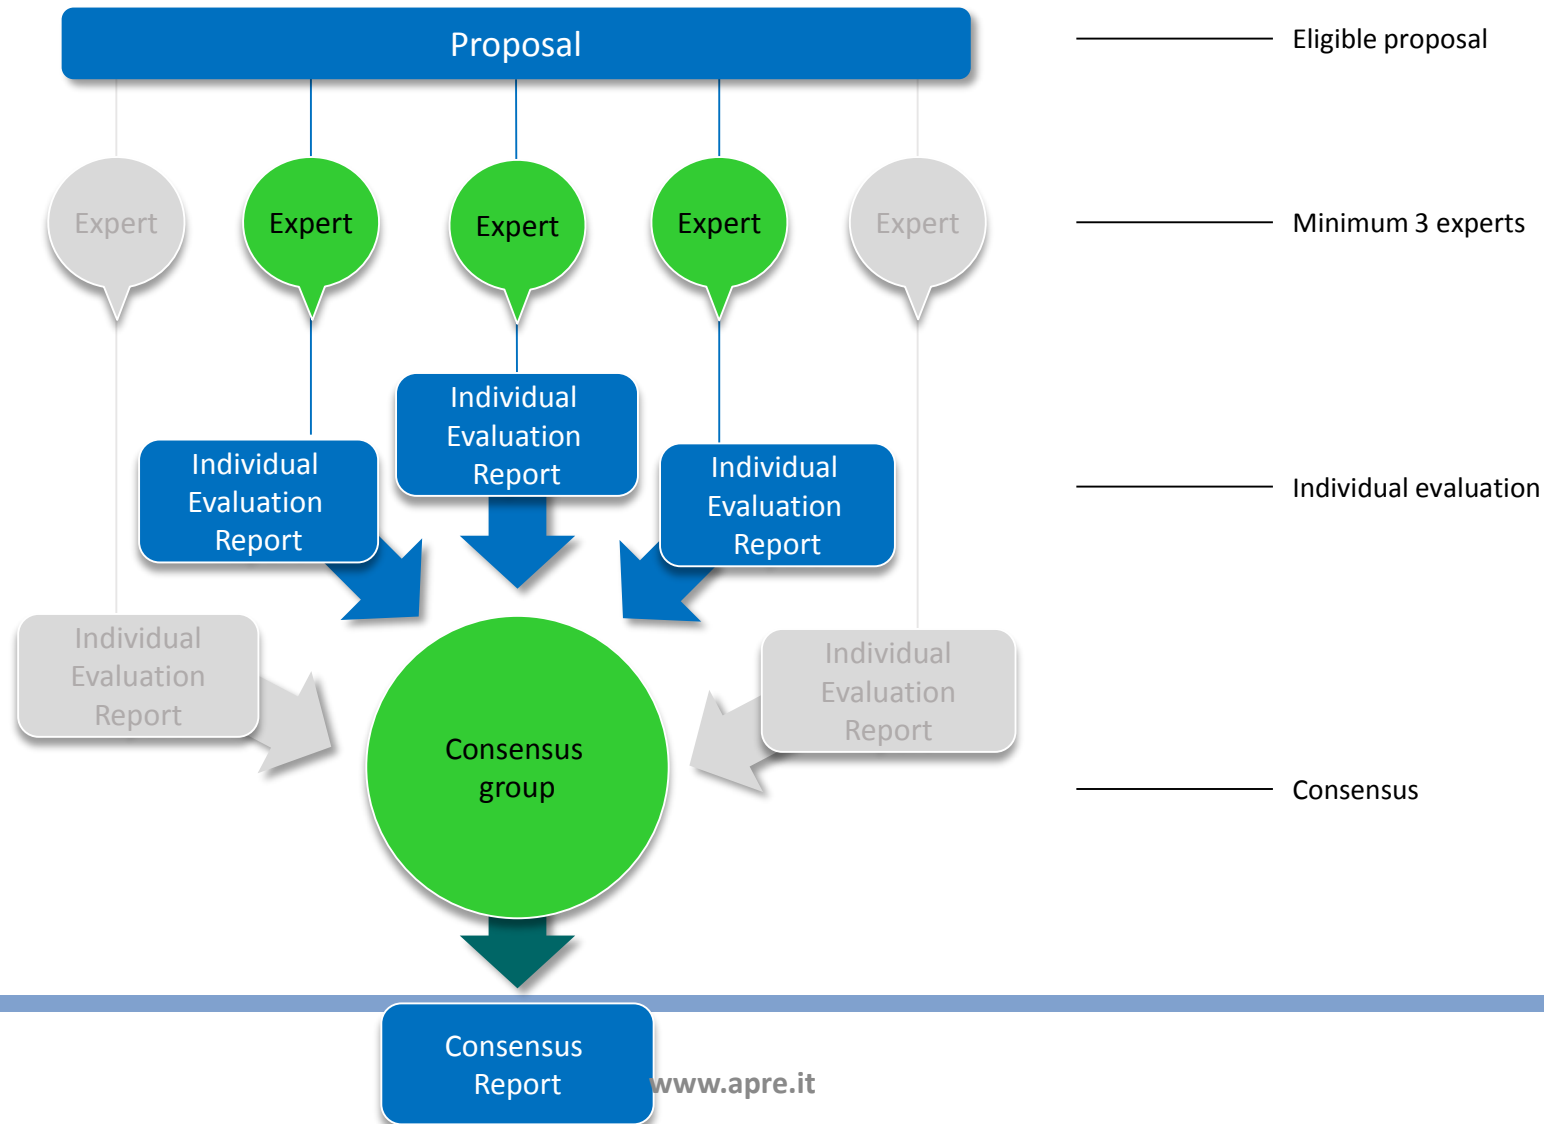 Proposal
Eligible proposal
Expert
Expert
Expert
Expert
Expert
Minimum 3 experts
Individual
Evaluation
Report
Individual
Evaluation
Report
Individual
Evaluation
Report
Individual evaluation
Individual
Evaluation
Report
Individual
Evaluation
Report
Consensus
group
Consensus
Consensus
Report
www.apre.it